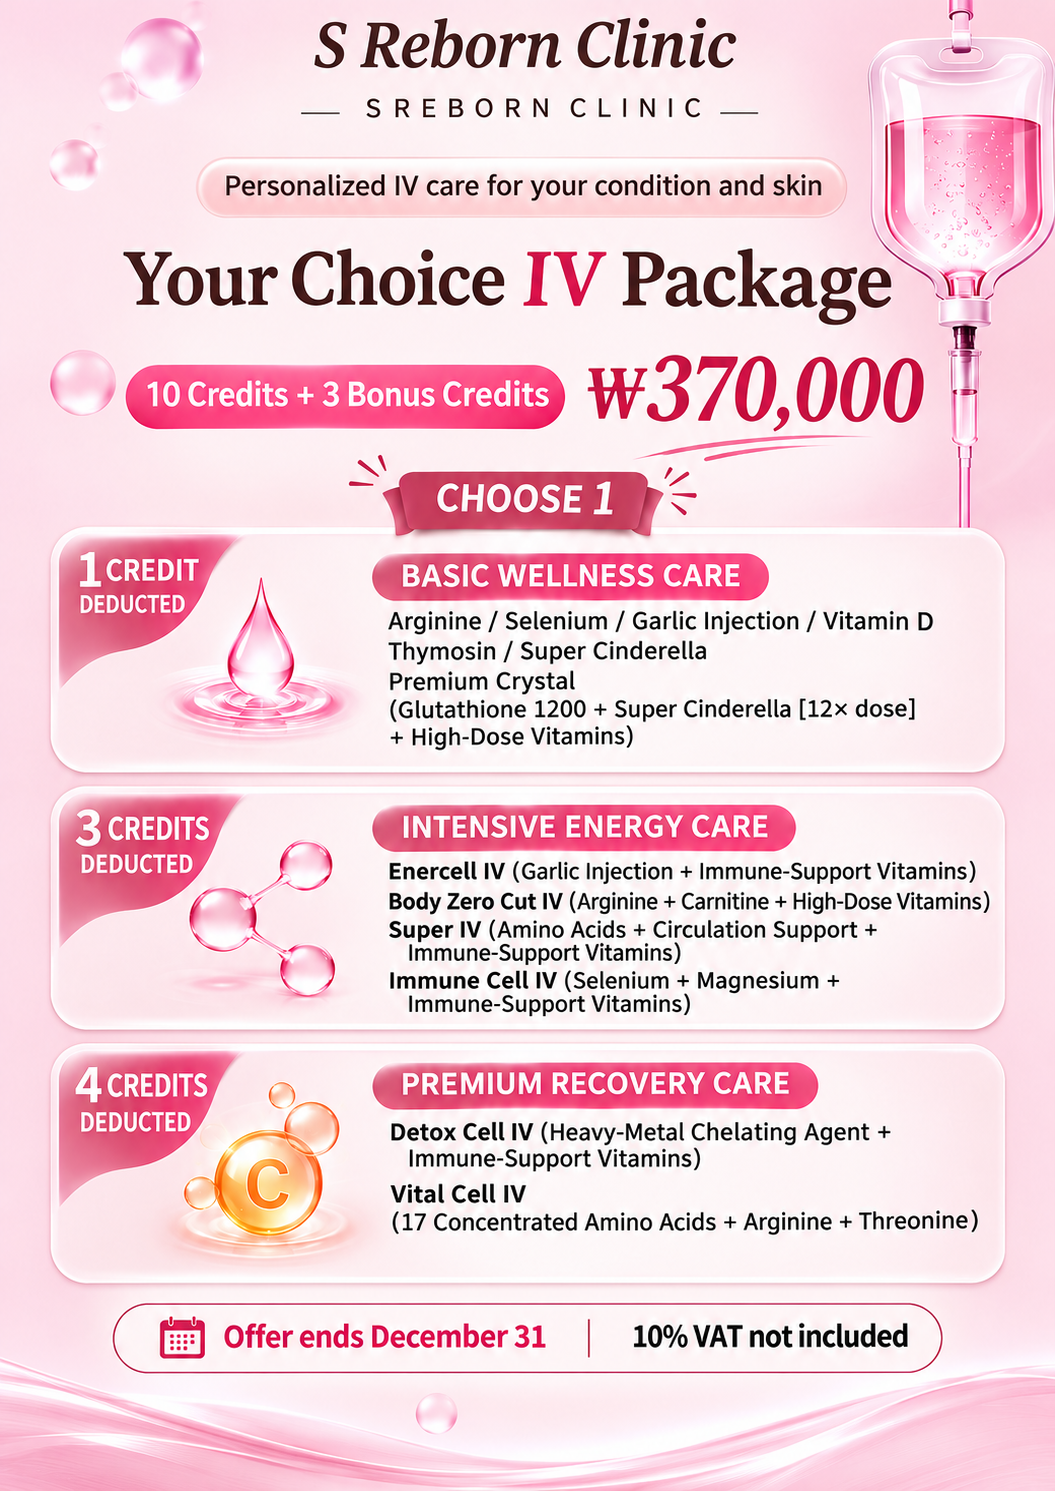 S Reborn Clinic
SREBORN CLINIC
Personalized IV care for your condition and skin
Your Choice IV Package
10 Credits + 3 Bonus Credits
₩370,000
CHOOSE 1
1 CREDIT
DEDUCTED
BASIC WELLNESS CARE
Arginine / Selenium / Garlic Injection / Vitamin D
Thymosin / Super Cinderella
Premium Crystal
(Glutathione 1200 + Super Cinderella [12× dose]
+ High-Dose Vitamins)
3 CREDITS
DEDUCTED
INTENSIVE ENERGY CARE
Enercell IV (Garlic Injection + Immune-Support Vitamins)
Body Zero Cut IV (Arginine + Carnitine + High-Dose Vitamins)
Super IV (Amino Acids + Circulation Support +
Immune-Support Vitamins)
Immune Cell IV (Selenium + Magnesium +
Immune-Support Vitamins)
4 CREDITS
DEDUCTED
C
PREMIUM RECOVERY CARE
Detox Cell IV (Heavy-Metal Chelating Agent +
Immune-Support Vitamins)
Vital Cell IV
(17 Concentrated Amino Acids + Arginine + Threonine)
Offer ends December 31
10% VAT not included